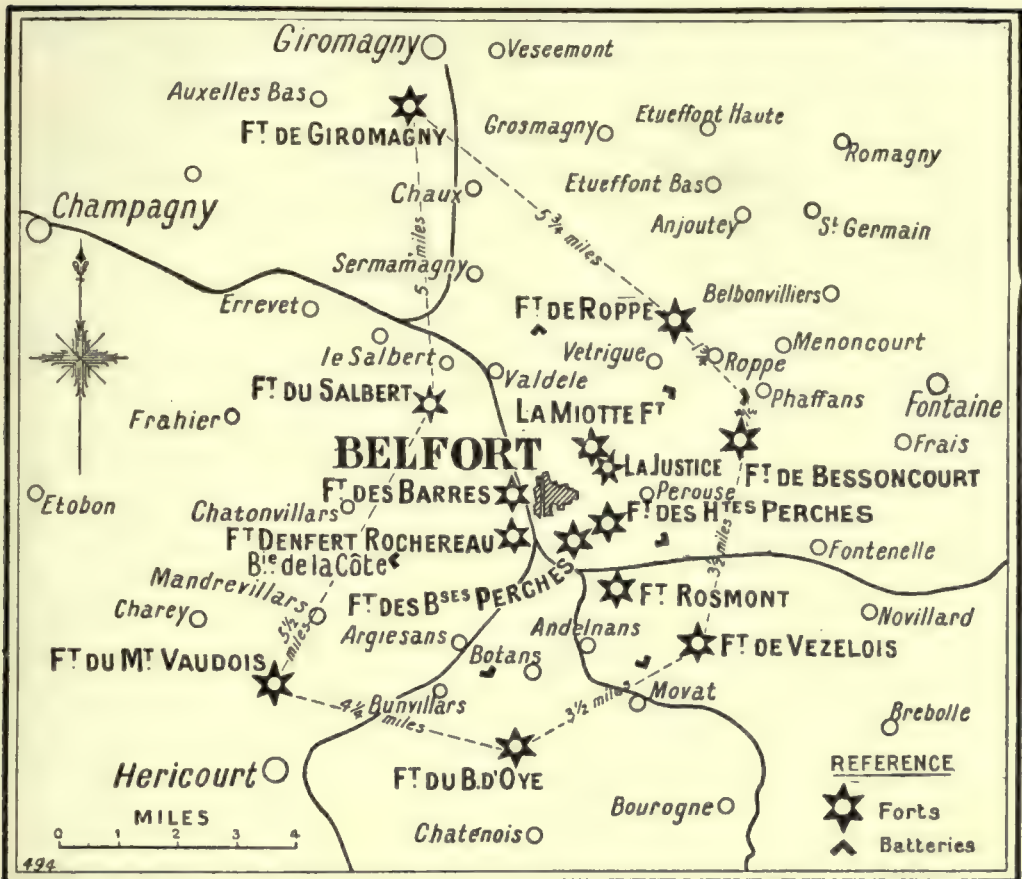 Giromagny
Veseemont
Auxelles Bas
FT DE GIROMAGNY
Grosmagny
Etueffont Haute
Romagny
Chaux
Etueffont Bas
Champagny
5¾ miles
Anjoutey
St Germain
5 miles
Sermamagny
Errevet
FT DE ROPPE
Belbonvilliers
le Salbert
Vetrigue
1¾
Roppe
Menoncourt
Valdele
FT DU SALBERT
LA MIOTTE FT
Phaffans
Fontaine
Frahier
BELFORT
LA JUSTICE
Frais
FT DE BESSONCOURT
FT DES BARRES
Perouse
Etobon
Chatonvillars
FT DES HTES PERCHES
FT DENFERT ROCHEREAU
3½ miles
Fontenelle
Bie de la Côte
Mandrevillars
FT DES BSES PERCHES
FT ROSMONT
Charey
5½ miles
Argiesans
Andelnans
Novillard
FT DU MT VAUDOIS
Botans
FT DE VEZELOIS
4¼ miles
Bunvillars
3½ miles
Movat
Brebolle
Hericourt
FT DU B. D'OYE
REFERENCE
MILES
Forts
0 1 2 3 4
Chatenois
Bourogne
Batteries
494